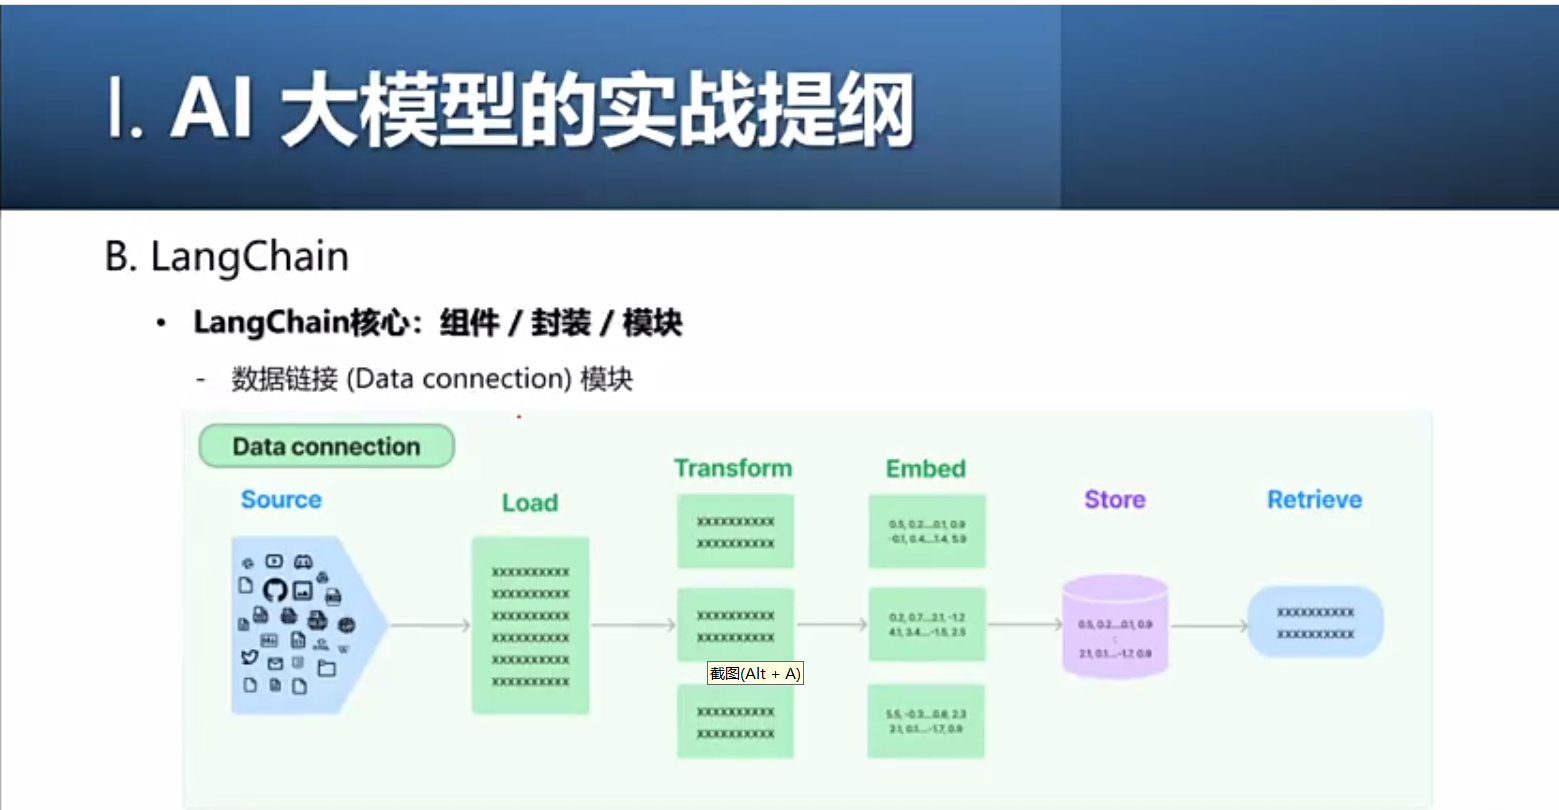 I. AI 大模型的实战提纲
B. LangChain
• LangChain核心：组件 / 封装 / 模块
- 数据链接 (Data connection) 模块
Data connection
Source
Load
Transform
Embed
Store
Retrieve
XXXXXXXXXX
XXXXXXXXXX
XXXXXXXXXX
XXXXXXXXXX
XXXXXXXXXX
XXXXXXXXXX
XXXXXXXXXX
XXXXXXXXXX
XXXXXXXXXX
XXXXXXXXXX
XXXXXXXXXX
XXXXXXXXXX
0.5, 0.2....0.1, 0.9
-0.1, 0.4....1.4, 5.9
0.2, 0.7....2.1, -1.2
4.1, 3.4....-1.5, 2.5
5.5, -0.3....0.8, 2.3
2.1, 0.1....-1.7, 0.9
0.5, 0.2....0.1, 0.9
:
2.1, 0.1....-1.7, 0.9
XXXXXXXXXX
XXXXXXXXXX
截图(Alt + A)